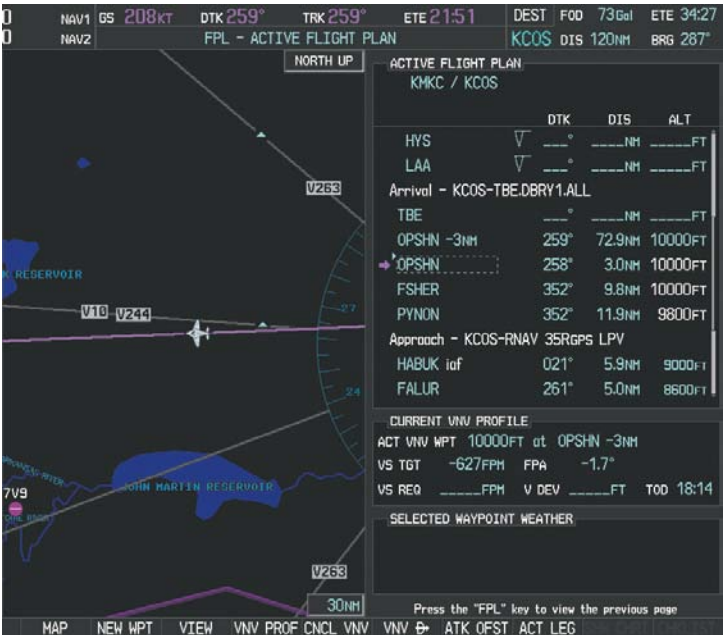 0 NAV1 GS 208KT DTK 259° TRK 259° ETE 21:51 DEST FOD 73Gal ETE 34:27
0 NAV2 FPL - ACTIVE FLIGHT PLAN KCOS DIS 120NM BRG 287°
NORTH UP
V263
K RESERVOIR
V10 V244
27
24
JOHN MARTIN RESERVOIR
7V9
V263
30NM
ACTIVE FLIGHT PLAN
KMKC / KCOS
DTK DIS ALT
HYS ___° ____NM _____FT
LAA ___° ____NM _____FT
Arrival - KCOS-TBE.DBRY1.ALL
TBE ___° ____NM _____FT
OPSHN -3NM 259° 72.9NM 10000FT
OPSHN 258° 3.0NM 10000FT
FSHER 352° 9.8NM 10000FT
PYNON 352° 11.9NM 9800FT
Approach - KCOS-RNAV 35RGPS LPV
HABUK iaf 021° 5.9NM 9000FT
FALUR 261° 5.0NM 8600FT
CURRENT VNV PROFILE
ACT VNV WPT 10000FT at OPSHN -3NM
VS TGT -627FPM FPA -1.7°
VS REQ _____FPM V DEV _____FT TOD 18:14
SELECTED WAYPOINT WEATHER
Press the "FPL" key to view the previous page
MAP NEW WPT VIEW VNV PROF CNCL VNV VNV D ATK OFST ACT LEG